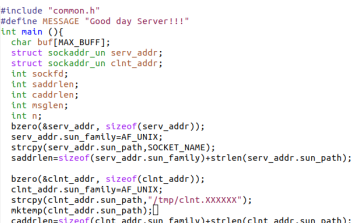 #include "common.h"
#define MESSAGE "Good day Server!!!"
int main (){
char buf[MAX_BUFF];
struct sockaddr_un serv_addr;
struct sockaddr_un clnt_addr;
int sockfd;
int saddrlen;
int caddrlen;
int msglen;
int n;
bzero(&serv_addr, sizeof(serv_addr));
serv_addr.sun_family=AF_UNIX;
strcpy(serv_addr.sun_path,SOCKET_NAME);
saddrlen=sizeof(serv_addr.sun_family)+strlen(serv_addr.sun_path);
bzero(&clnt_addr, sizeof(clnt_addr));
clnt_addr.sun_family=AF_UNIX;
strcpy(clnt_addr.sun_path,"/tmp/clnt.XXXXXX");
mktemp(clnt_addr.sun_path);
caddrlen=sizeof(clnt_addr.sun_family)+strlen(clnt_addr.sun_path);